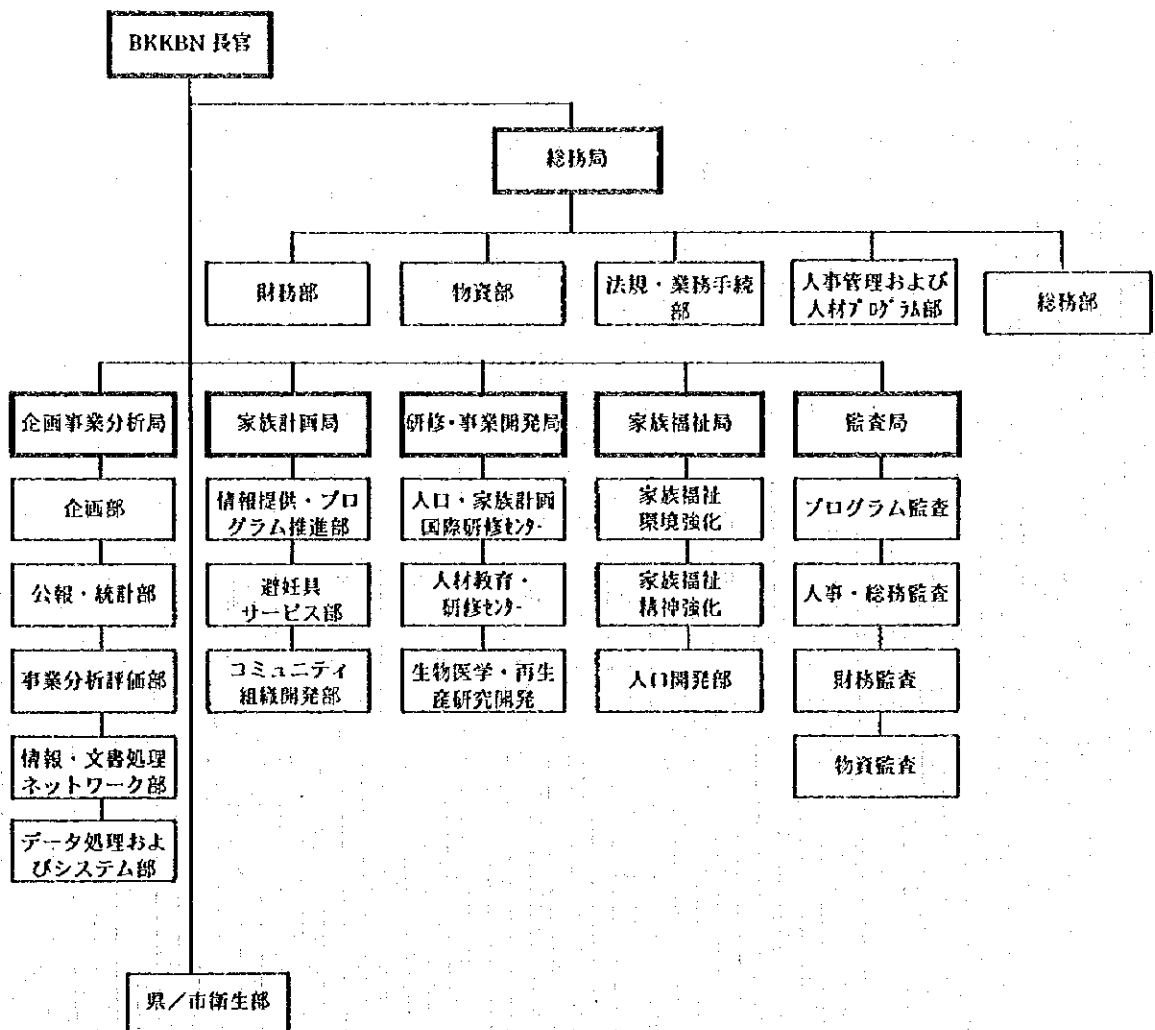 BKKBN 長官
総務局
財務部
物資部
法規・業務手続
部
人事管理および
人材プログラム部
総務部
企画事業分析局
家族計画局
研修・事業開発局
家族福祉局
監査局
企画部
情報提供・プロ
グラム推進部
人口・家族計画
国際研修センター
家族福祉
環境強化
プログラム監査
公報・統計部
避妊具
サービス部
人材教育・
研修センター
家族福祉
精神強化
人事・総務監査
事業分析評価部
コミュニティ
組織開発部
生物医学・再生
産研究開発
人口開発部
財務監査
情報・文書処理
ネットワーク部
物資監査
データ処理およ
びシステム部
県／市衛生部